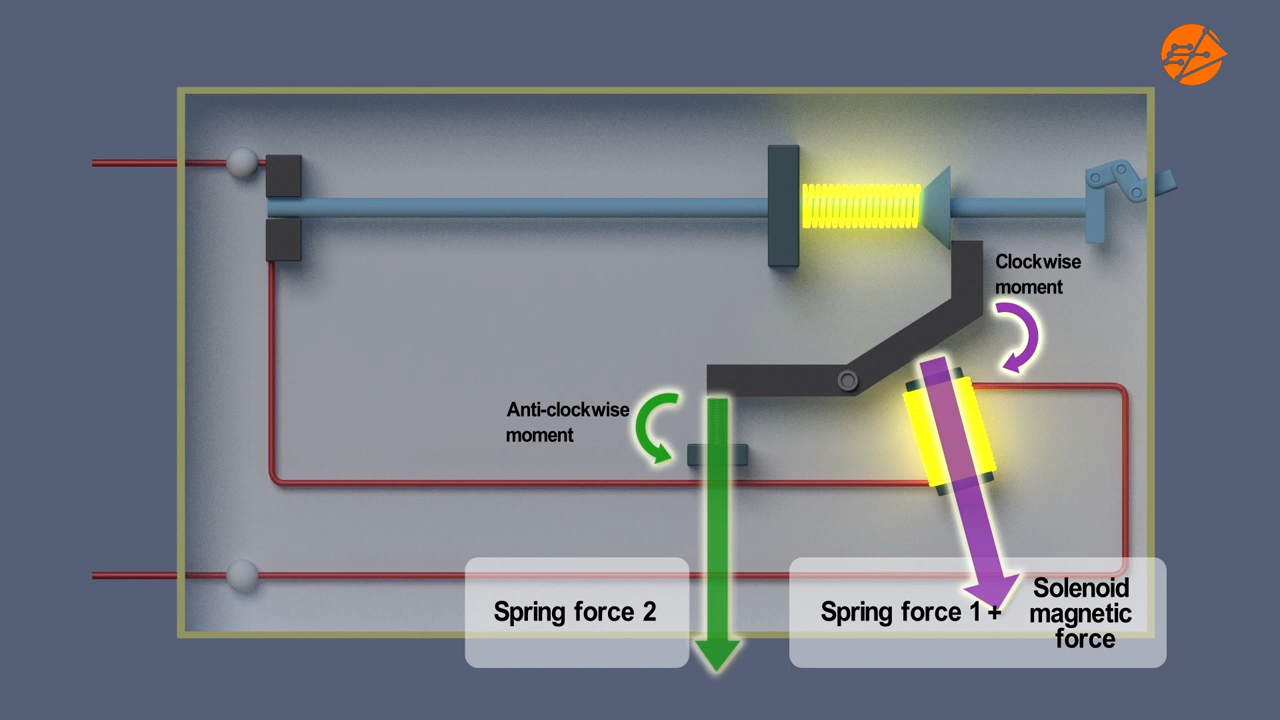 Clockwise
moment
Anti-clockwise
moment
Spring force 2
Spring force 1 +
Solenoid
magnetic
force